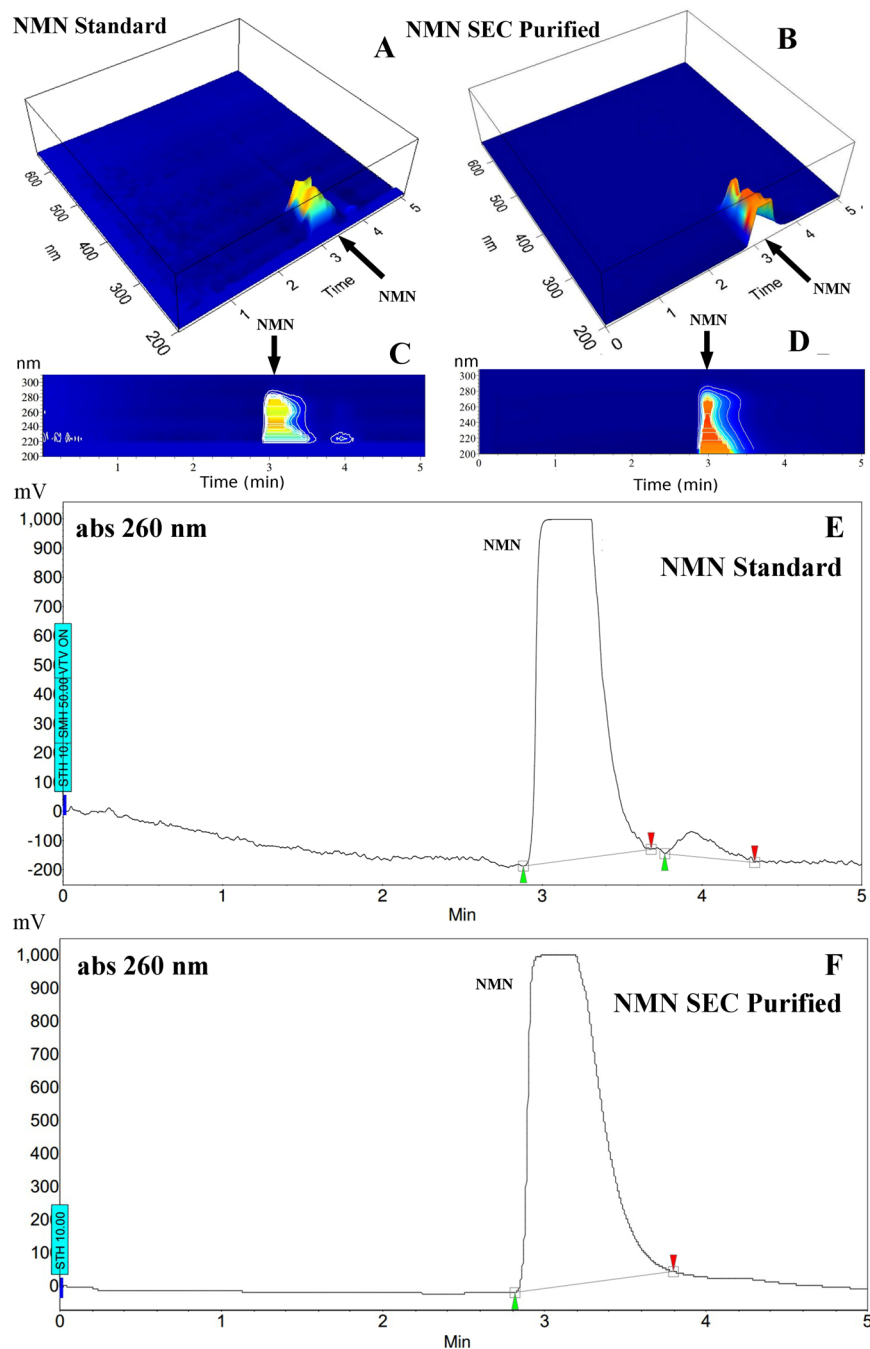 NMN Standard
A
NMN SEC Purified
B
600
500
400
300
200
nm
1
2
3
4
5
Time
NMN
600
500
400
300
200
nm
0
1
2
3
4
5
Time
NMN
NMN
C
nm
300
280
260
240
220
200
1
2
3
4
5
Time (min)
NMN
D
nm
300
280
260
240
220
200
0
1
2
3
4
5
Time (min)
mV
abs 260 nm
NMN
E
NMN Standard
1,000
900
800
700
600
500
400
300
200
100
0
-100
-200
STH 10. SMH 50.00 VTV ON
0
1
2
3
4
5
Min
mV
abs 260 nm
NMN
F
NMN SEC Purified
1,000
900
800
700
600
500
400
300
200
100
0
STH 10.00
0
1
2
3
4
5
Min